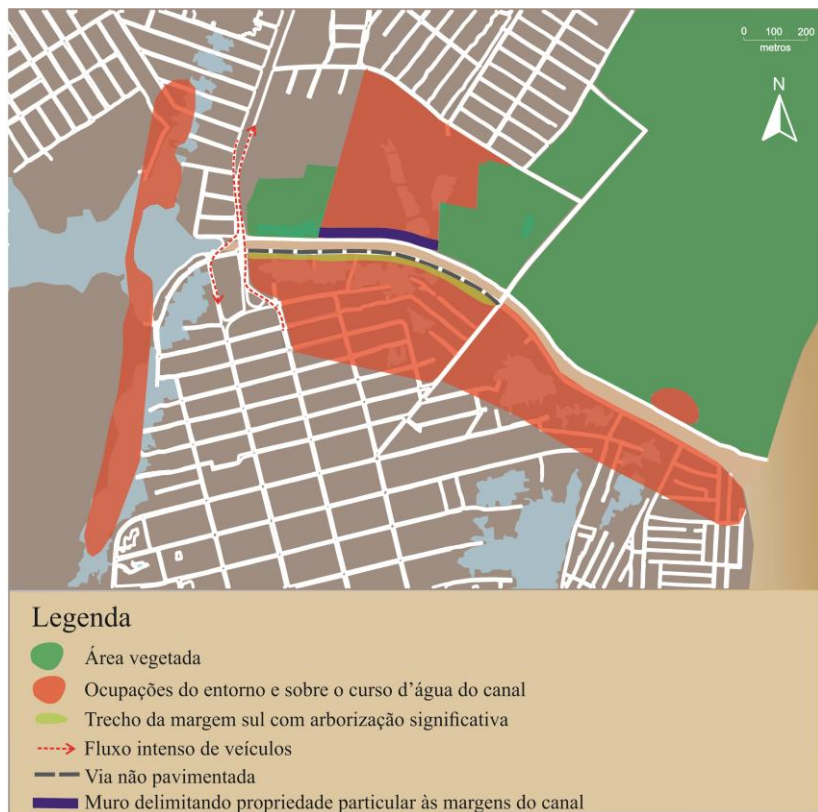 0 100 200
metros
N
Legenda
Área vegetada
Ocupações do entorno e sobre o curso d’água do canal
Trecho da margem sul com arborização significativa
Fluxo intenso de veículos
Via não pavimentada
Muro delimitando propriedade particular às margens do canal